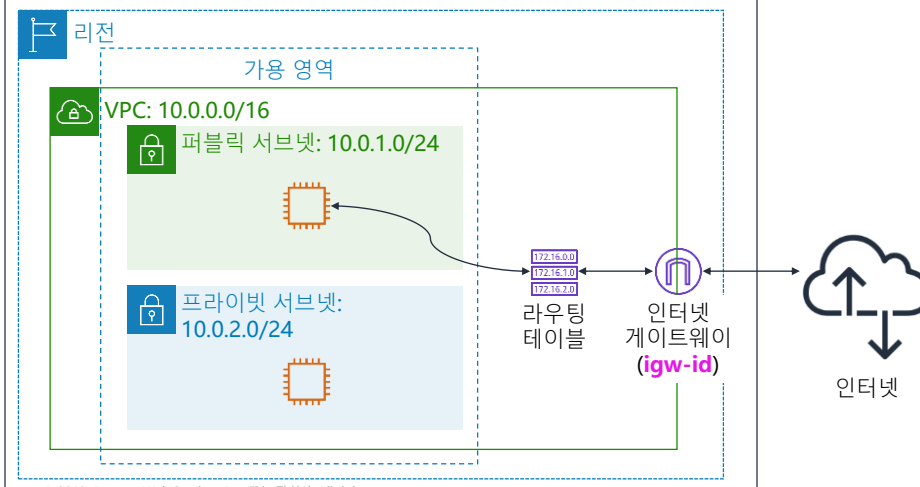 리전
가용 영역
VPC: 10.0.0.0/16
퍼블릭 서브넷: 10.0.1.0/24
172.16.0.0
172.16.1.0
172.16.2.0
라우팅
테이블
인터넷
게이트웨이
(igw-id)
인터넷
프라이빗 서브넷:
10.0.2.0/24